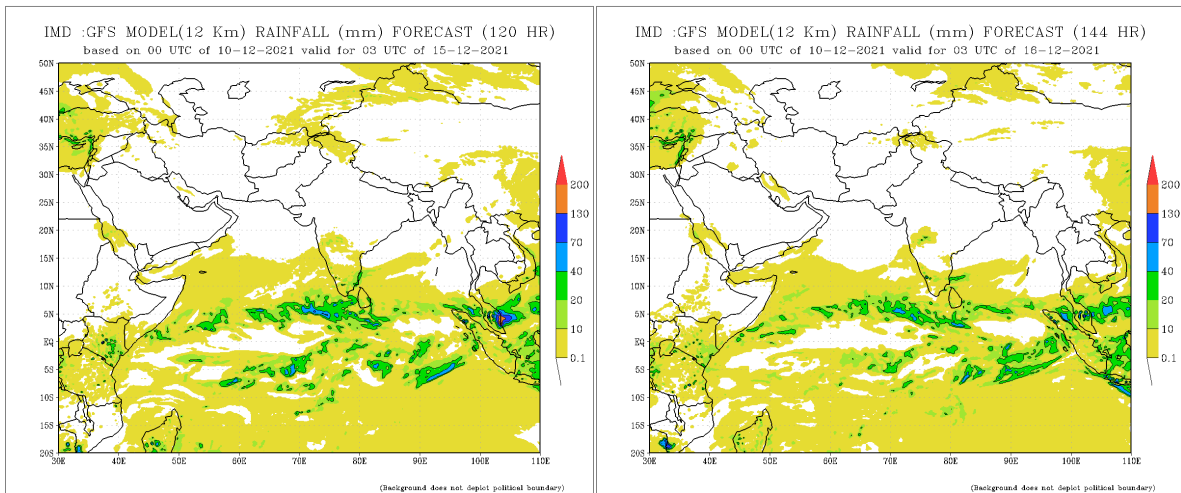 IMD :GFS MODEL(12 Km) RAINFALL (mm) FORECAST (120 HR)
based on 00 UTC of 10-12-2021 valid for 03 UTC of 15-12-2021
50N
45N
40N
35N
30N
25N
20N
15N
10N
5N
EQ
5S
10S
15S
20S
30E 40E 50E 60E 70E 80E 90E 100E 110E
200
130
70
40
20
10
0.1
(Background does not depict political boundary)
IMD :GFS MODEL(12 Km) RAINFALL (mm) FORECAST (144 HR)
based on 00 UTC of 10-12-2021 valid for 03 UTC of 16-12-2021
50N
45N
40N
35N
30N
25N
20N
15N
10N
5N
EQ
5S
10S
15S
20S
30E 40E 50E 60E 70E 80E 90E 100E 110E
200
130
70
40
20
10
0.1
(Background does not depict political boundary)